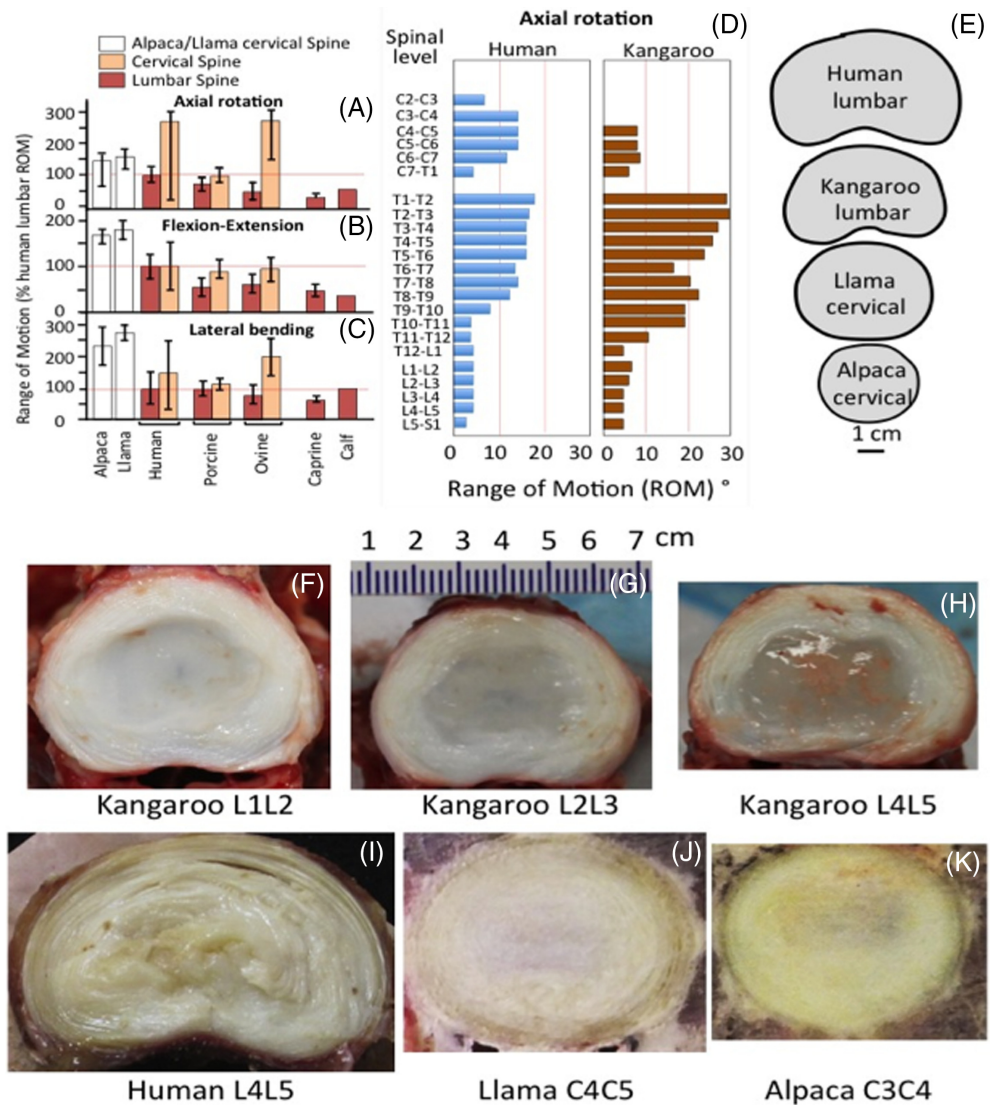 Alpaca/Llama cervical Spine
Cervical Spine
Lumbar Spine
Range of Motion (% human lumbar ROM)
Axial rotation
(A)
300
200
150
100
50
0
Flexion-Extension
(B)
200
100
0
Lateral bending
(C)
300
200
100
0
Alpaca
Llama
Human
Porcine
Ovine
Caprine
Calf
Axial rotation
(D)
Spinal
level
Human
Kangaroo
C2-C3
C3-C4
C4-C5
C5-C6
C6-C7
C7-T1
T1-T2
T2-T3
T3-T4
T4-T5
T5-T6
T6-T7
T7-T8
T8-T9
T9-T10
T10-T11
T11-T12
T12-L1
L1-L2
L2-L3
L3-L4
L4-L5
L5-S1
0 10 20 30
0 10 20 30
Range of Motion (ROM) °
(E)
Human
lumbar
Kangaroo
lumbar
Llama
cervical
Alpaca
cervical
1 cm
1 2 3 4 5 6 7 cm
(F)
(G)
(H)
Kangaroo L1L2
Kangaroo L2L3
Kangaroo L4L5
(I)
(J)
(K)
Human L4L5
Llama C4C5
Alpaca C3C4